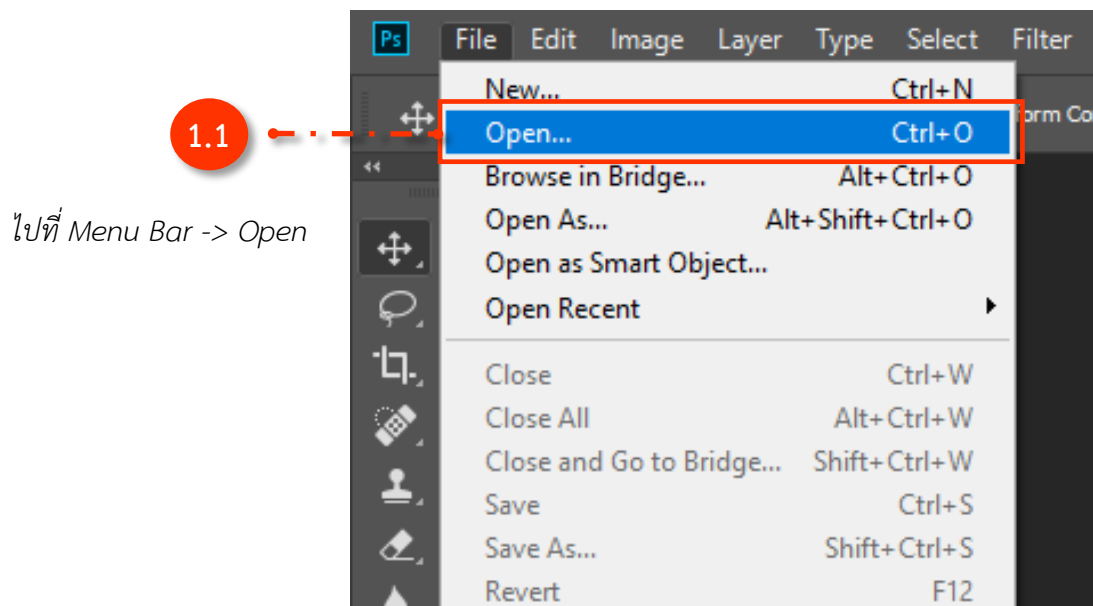 Ps File Edit Image Layer Type Select Filter
New... Ctrl+N
1.1
Open... Ctrl+O
Browse in Bridge... Alt+Ctrl+O
ไปที่ Menu Bar -> Open
Open As... Alt+Shift+Ctrl+O
Open as Smart Object...
Open Recent
Close Ctrl+W
Close All Alt+Ctrl+W
Close and Go to Bridge... Shift+Ctrl+W
Save Ctrl+S
Save As... Shift+Ctrl+S
Revert F12